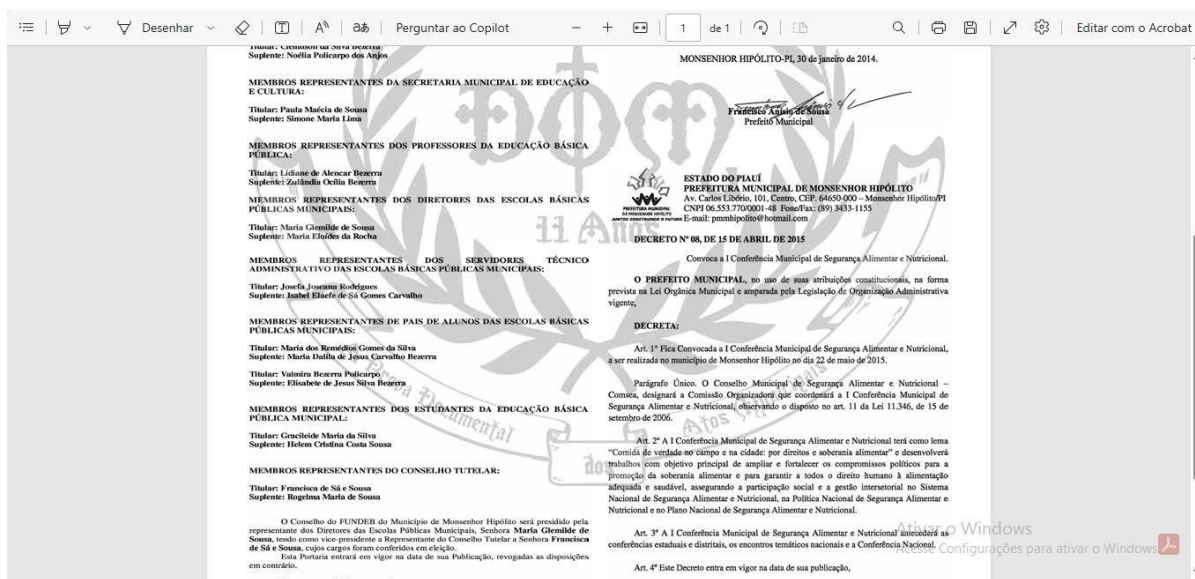 Desenhar
Perguntar ao Copilot
1 de 1
Editar com o Acrobat
Suplente: Noélia Policarpo dos Anjos
MEMBROS REPRESENTANTES DA SECRETARIA MUNICIPAL DE EDUCAÇÃO
E CULTURA:
Titular: Paula Maécia de Sousa
Suplente: Simone Maria Lima
MEMBROS REPRESENTANTES DOS PROFESSORES DA EDUCAÇÃO BÁSICA
PÚBLICA:
Titular: Lidiane de Alencar Bezerra
Suplente: Zulândia Ocília Bezerra
MEMBROS REPRESENTANTES DOS DIRETORES DAS ESCOLAS BÁSICAS
PÚBLICAS MUNICIPAIS:
Titular: Maria Glemilde de Sousa
Suplente: Maria Eloídes da Rocha
MEMBROS REPRESENTANTES DOS SERVIDORES TÉCNICO
ADMINISTRATIVO DAS ESCOLAS BÁSICAS PÚBLICAS MUNICIPAIS:
Titular: Josefa Joseana Rodrigues
Suplente: Isabel Elaefe de Sá Gomes Carvalho
MEMBROS REPRESENTANTES DE PAIS DE ALUNOS DAS ESCOLAS BÁSICAS
PÚBLICAS MUNICIPAIS:
Titular: Maria dos Remédios Gomes da Silva
Suplente: Maria Dalila de Jesus Carvalho Bezerra
Titular: Valmira Bezerra Policarpo
Suplente: Elisabete de Jesus Silva Bezerra
MEMBROS REPRESENTANTES DOS ESTUDANTES DA EDUCAÇÃO BÁSICA
PÚBLICA MUNICIPAL:
Titular: Gracileide Maria da Silva
Suplente: Helem Cristina Costa Sousa
MEMBROS REPRESENTANTES DO CONSELHO TUTELAR:
Titular: Francisca de Sá e Sousa
Suplente: Rogelma Maria de Sousa
O Conselho do FUNDEB do Município de Monsenhor Hipólito será presidido pela
representante dos Diretores das Escolas Públicas Municipais, Senhora Maria Glemilde de
Sousa, tendo como vice-presidente a Representante do Conselho Tutelar a Senhora Francisca
de Sá e Sousa, cujos cargos foram conferidos em eleição.
Esta Portaria entrará em vigor na data de sua Publicação, revogadas as disposições
em contrário.
MONSENHOR HIPÓLITO-PI, 30 de janeiro de 2014.
Francisco Anísio de Sousa
Prefeito Municipal
PREFEITURA MUNICIPAL
DE MONSENHOR HIPÓLITO
JUNTOS CONSTRUINDO O FUTURO
ESTADO DO PIAUÍ
PREFEITURA MUNICIPAL DE MONSENHOR HIPÓLITO
Av. Carlos Libório, 101, Centro, CEP. 64650-000 – Monsenhor Hipólito/PI
CNPJ 06.553.770/0001-48 Fone/Fax: (89) 3433-1155
E-mail: pmmhipolito@hotmail.com
DECRETO Nº 08, DE 15 DE ABRIL DE 2015
Convoca a I Conferência Municipal de Segurança Alimentar e Nutricional.
O PREFEITO MUNICIPAL, no uso de suas atribuições constitucionais, na forma
prevista na Lei Orgânica Municipal e amparada pela Legislação de Organização Administrativa
vigente,
DECRETA:
Art. 1º Fica Convocada a I Conferência Municipal de Segurança Alimentar e Nutricional,
a ser realizada no município de Monsenhor Hipólito no dia 22 de maio de 2015.
Parágrafo Único. O Conselho Municipal de Segurança Alimentar e Nutricional –
Comsea, designará a Comissão Organizadora que coordenará a I Conferência Municipal de
Segurança Alimentar e Nutricional, observando o disposto no art. 11 da Lei 11.346, de 15 de
setembro de 2006.
Art. 2º A I Conferência Municipal de Segurança Alimentar e Nutricional terá como lema
“Comida de verdade no campo e na cidade: por direitos e soberania alimentar” e desenvolverá
trabalhos com objetivo principal de ampliar e fortalecer os compromissos políticos para a
promoção da soberania alimentar e para garantir a todos o direito humano à alimentação
adequada e saudável, assegurando a participação social e a gestão intersetorial no Sistema
Nacional de Segurança Alimentar e Nutricional, na Política Nacional de Segurança Alimentar e
Nutricional e no Plano Nacional de Segurança Alimentar e Nutricional.
Art. 3º A I Conferência Municipal de Segurança Alimentar e Nutricional antecederá as
conferências estaduais e distritais, os encontros temáticos nacionais e a Conferência Nacional.
Art. 4º Este Decreto entra em vigor na data de sua publicação,
DOM
11 Anos
A Prova Documental dos Atos Municipais
Ativar o Windows
Acesse Configurações para ativar o Windows.